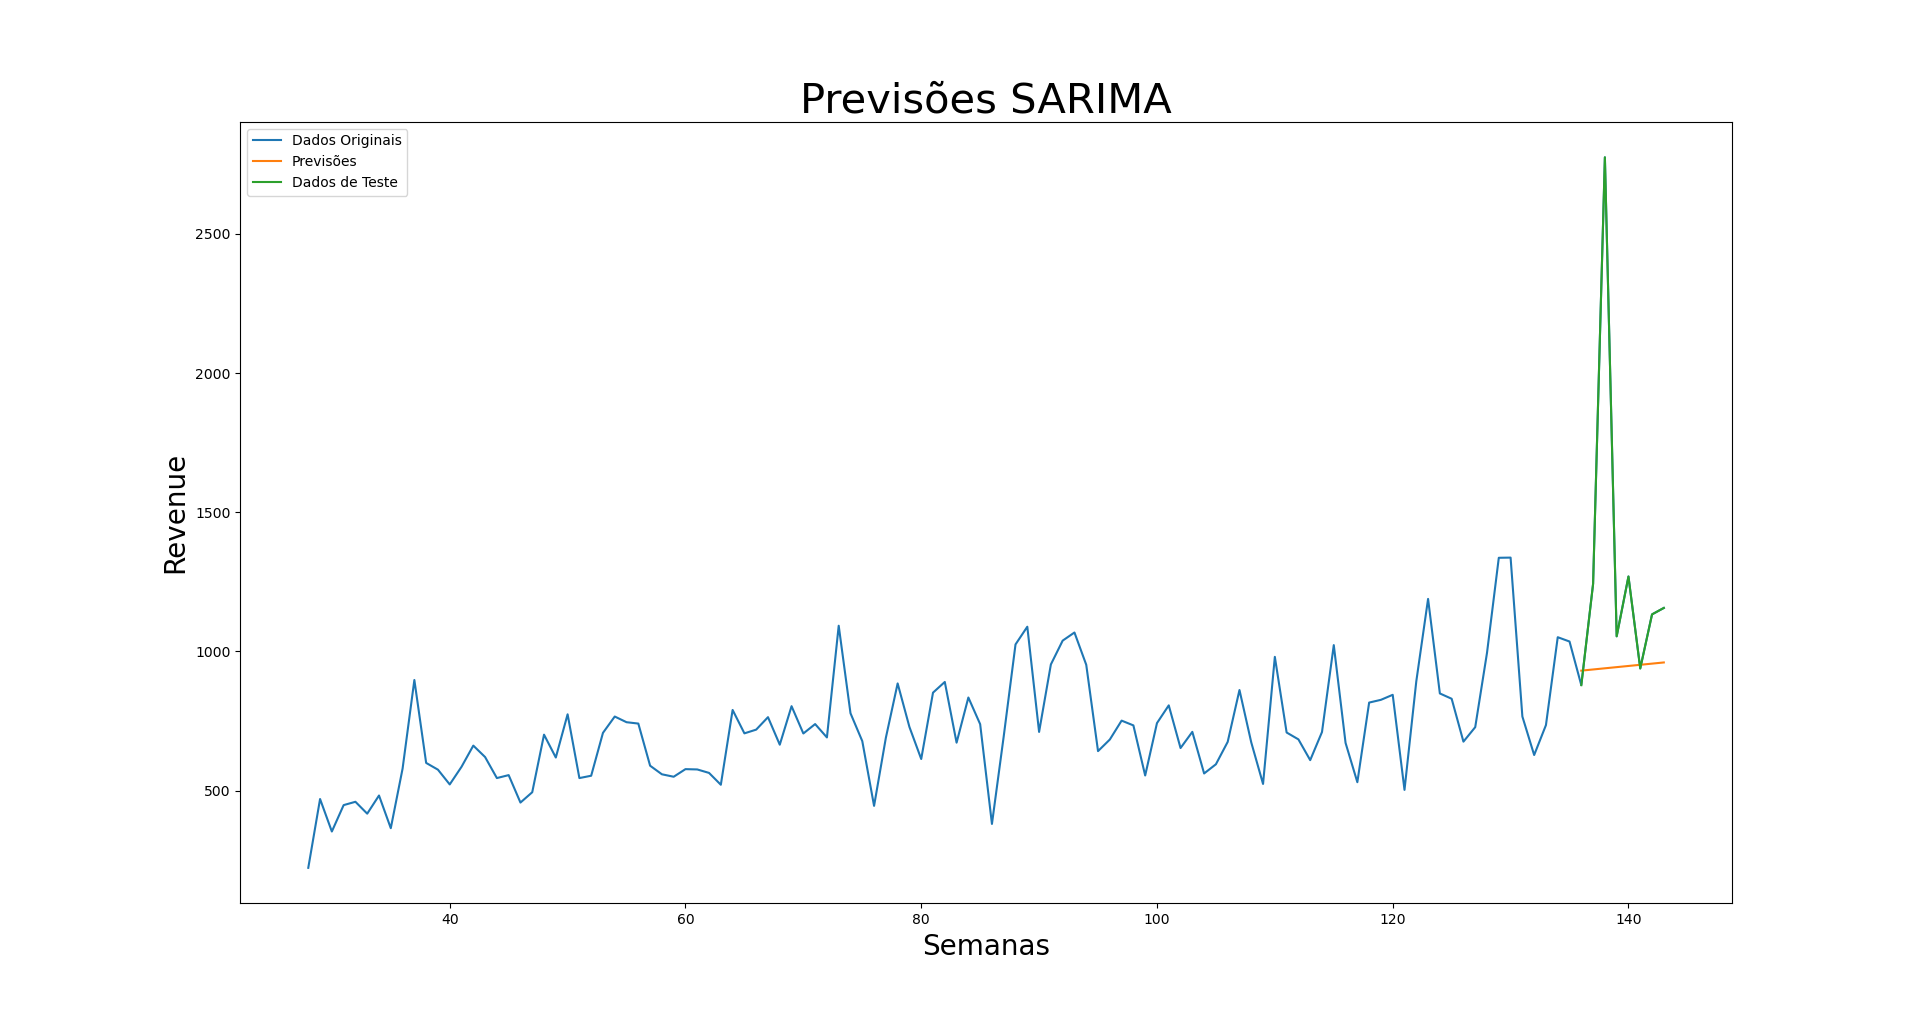 Previsões SARIMA
Dados Originais
Previsões
Dados de Teste
2500
2000
1500
1000
500
Revenue
40 60 80 100 120 140
Semanas